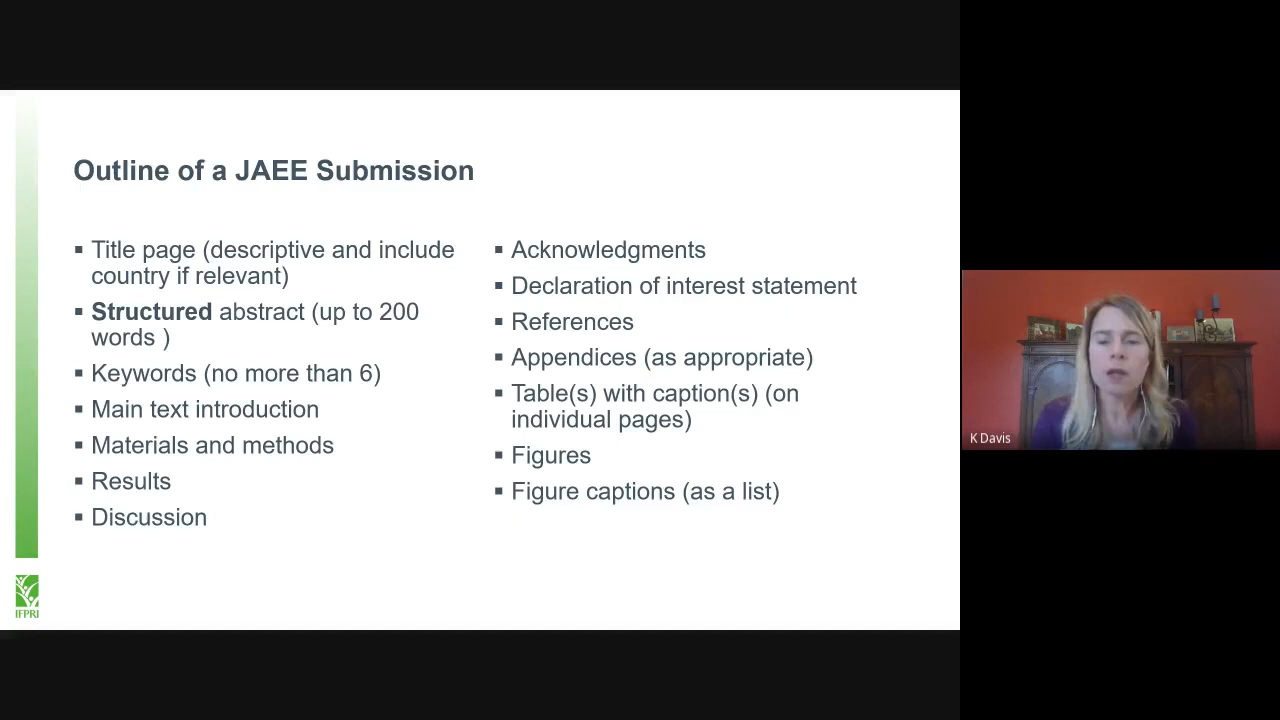 Outline of a JAEE Submission
▪ Title page (descriptive and include
country if relevant)
▪ Structured abstract (up to 200
words )
▪ Keywords (no more than 6)
▪ Main text introduction
▪ Materials and methods
▪ Results
▪ Discussion
▪ Acknowledgments
▪ Declaration of interest statement
▪ References
▪ Appendices (as appropriate)
▪ Table(s) with caption(s) (on
individual pages)
▪ Figures
▪ Figure captions (as a list)
IFPRI
K Davis